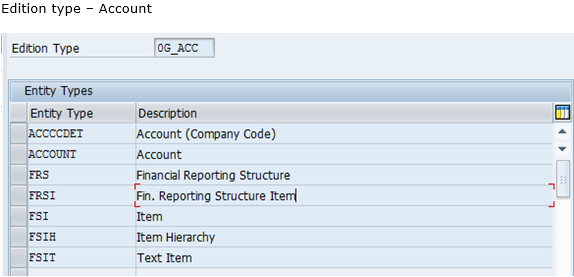 Edition type – Account
Edition Type 0G_ACC
Entity Types
Entity Type Description
ACCCCDET Account (Company Code)
ACCOUNT Account
FRS Financial Reporting Structure
FRSI Fin. Reporting Structure Item
FSI Item
FSIH Item Hierarchy
FSIT Text Item